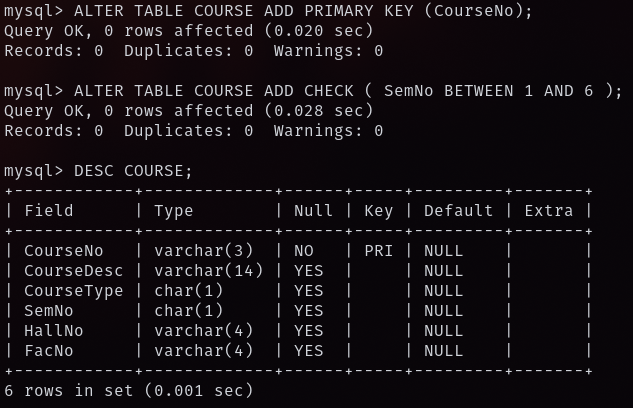 mysql> ALTER TABLE COURSE ADD PRIMARY KEY (CourseNo);
Query OK, 0 rows affected (0.020 sec)
Records: 0  Duplicates: 0  Warnings: 0

mysql> ALTER TABLE COURSE ADD CHECK ( SemNo BETWEEN 1 AND 6 );
Query OK, 0 rows affected (0.028 sec)
Records: 0  Duplicates: 0  Warnings: 0

mysql> DESC COURSE;
+------------+-------------+------+-----+---------+-------+
| Field      | Type        | Null | Key | Default | Extra |
+------------+-------------+------+-----+---------+-------+
| CourseNo   | varchar(3)  | NO   | PRI | NULL    |       |
| CourseDesc | varchar(14) | YES  |     | NULL    |       |
| CourseType | char(1)     | YES  |     | NULL    |       |
| SemNo      | char(1)     | YES  |     | NULL    |       |
| HallNo     | varchar(4)  | YES  |     | NULL    |       |
| FacNo      | varchar(4)  | YES  |     | NULL    |       |
+------------+-------------+------+-----+---------+-------+
6 rows in set (0.001 sec)